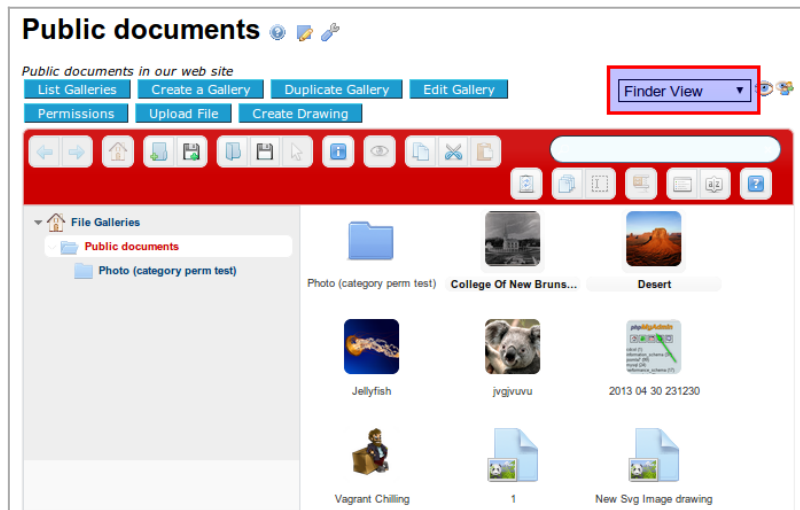 Public documents
Public documents in our web site
List Galleries Create a Gallery Duplicate Gallery Edit Gallery
Finder View
Permissions Upload File Create Drawing
File Galleries
Public documents
Photo (category perm test)
Photo (category perm test) College Of New Bruns... Desert
phpMyAdmin
Jellyfish jvgjvuvu 2013 04 30 231230
Vagrant Chilling 1 New Svg Image drawing